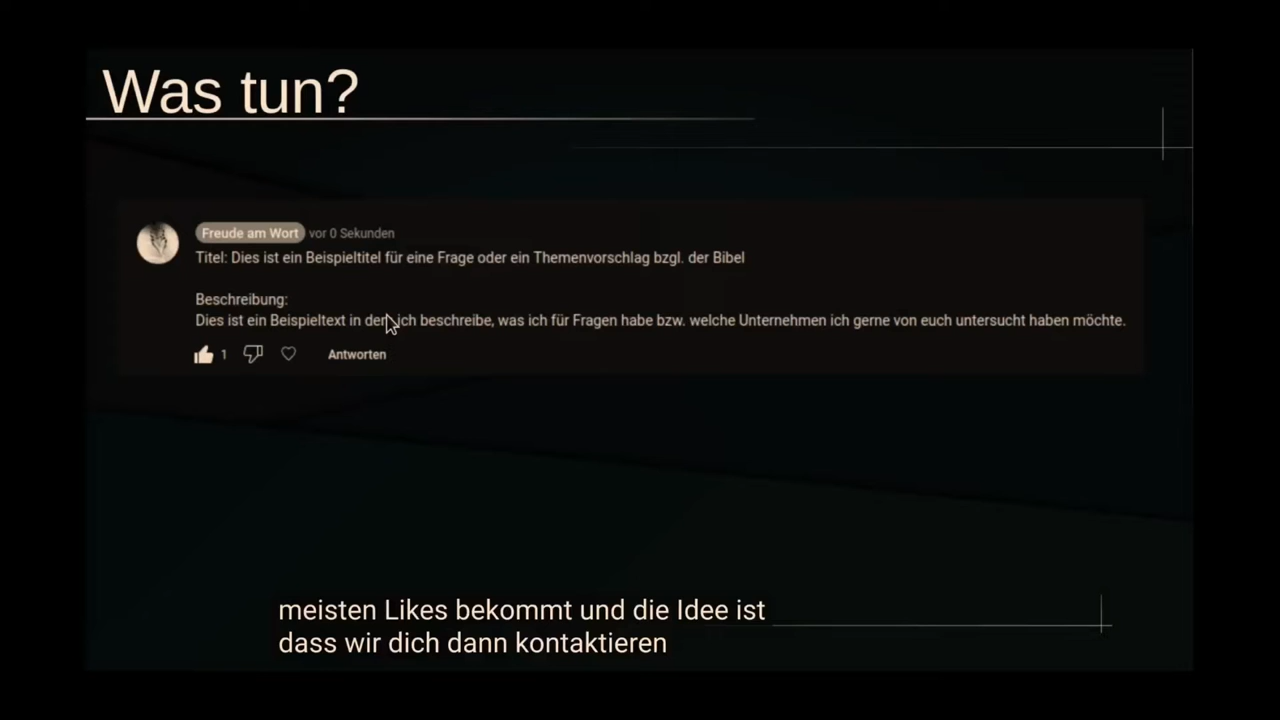 Was tun?
Freude am Wort vor 0 Sekunden
Titel: Dies ist ein Beispieltitel für eine Frage oder ein Themenvorschlag bzgl. der Bibel
Beschreibung:
Dies ist ein Beispieltext in dem ich beschreibe, was ich für Fragen habe bzw. welche Unternehmen ich gerne von euch untersucht haben möchte.
1 Antworten
meisten Likes bekommt und die Idee ist
dass wir dich dann kontaktieren